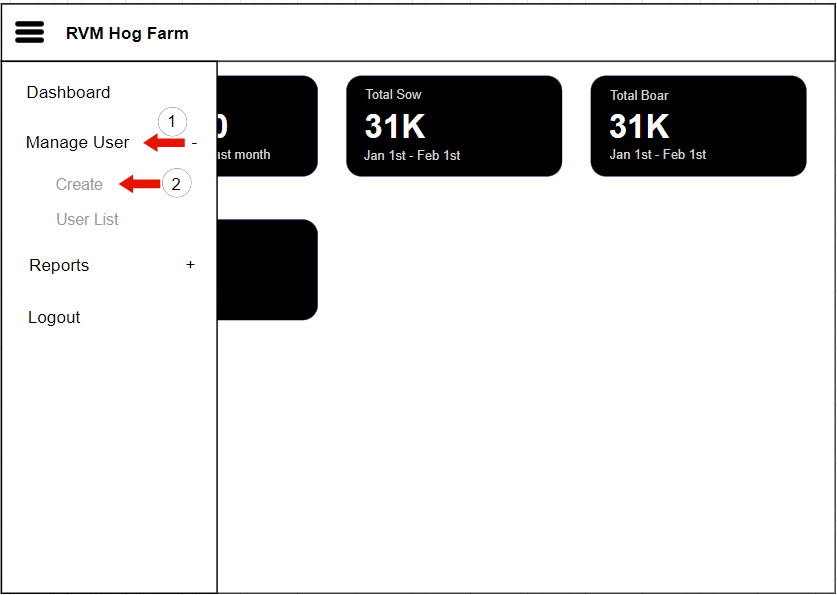 RVM Hog Farm
Dashboard
1
Manage User -
Create 2
User List
Reports +
Logout
0
ast month
Total Sow
31K
Jan 1st - Feb 1st
Total Boar
31K
Jan 1st - Feb 1st